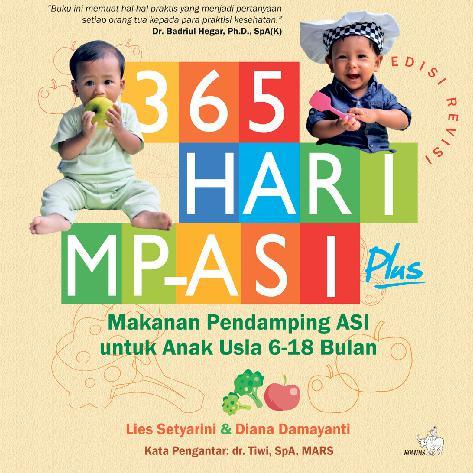 "Buku ini memuat hal-hal praktis yang menjadi pertanyaan
setiap orang tua kepada para praktisi kesehatan."
Dr. Badriul Hegar, Ph.D., SpA(K)
EDISI REVISI
365
HARI
MP-ASI Plus
Makanan Pendamping ASI
untuk Anak Usia 6-18 Bulan
Lies Setyarini & Diana Damayanti
Kata Pengantar: dr. Tiwi, SpA, MARS